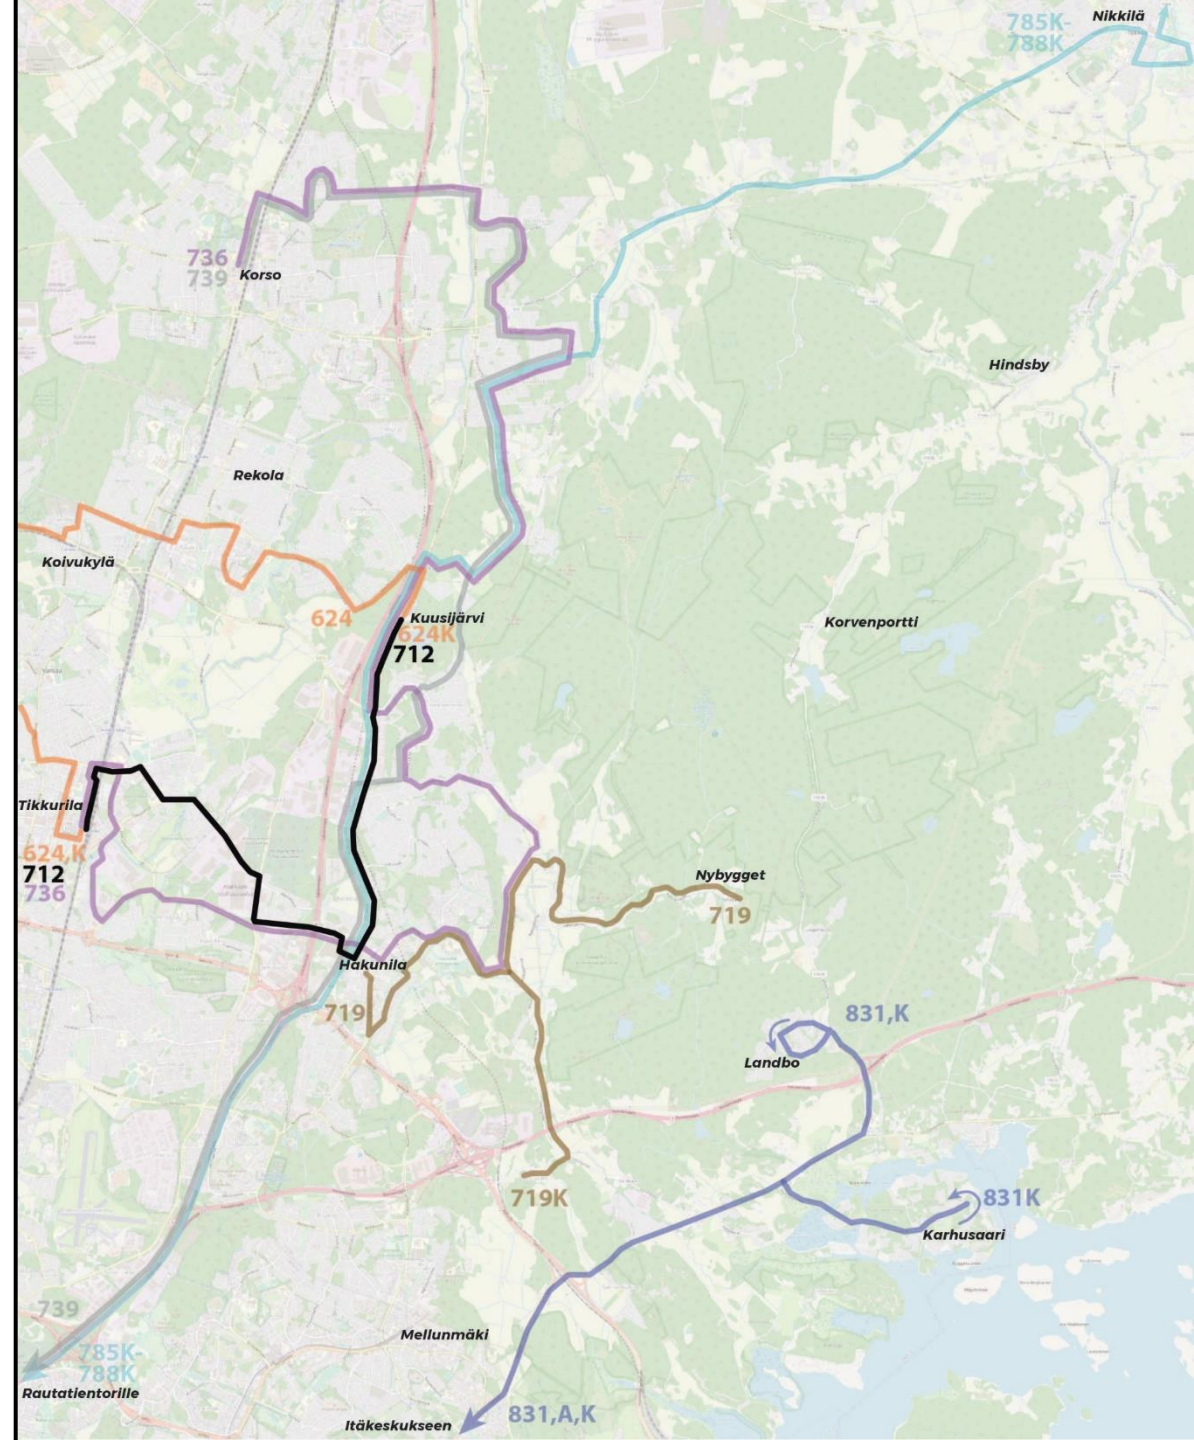 Nikkilä
785K-
788K
736
739
Korso
Hindsby
Rekola
Koivukylä
624
Kuusijärvi
624K
712
Korvenportti
Tikkurila
624,K
712
736
Nybygget
719
Hakunila
719
831,K
Landbo
719K
831K
Karhusaari
739
Mellunmäki
785K-
788K
Rautatientorille
831,A,K
Itäkeskukseen